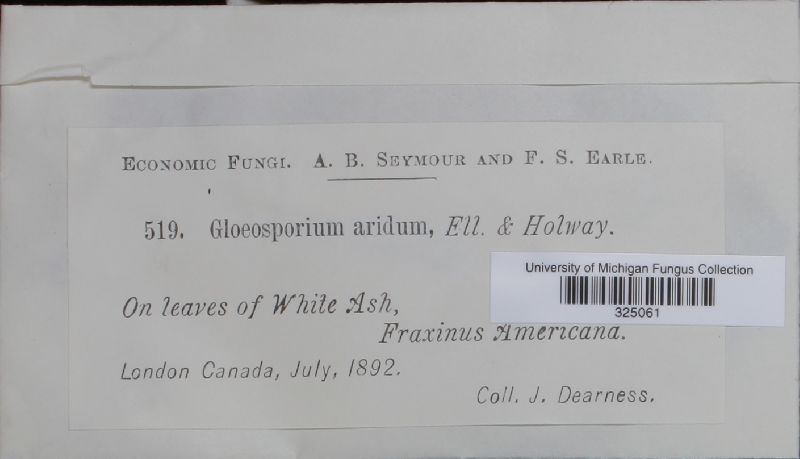 ECONOMIC FUNGI. A. B. SEYMOUR AND F. S. EARLE.
519. Gloeosporium aridum, Ell. & Holway.
University of Michigan Fungus Collection
325061
On leaves of White Ash,
Fraxinus Americana.
London Canada, July, 1892.
Coll. J. Dearness.